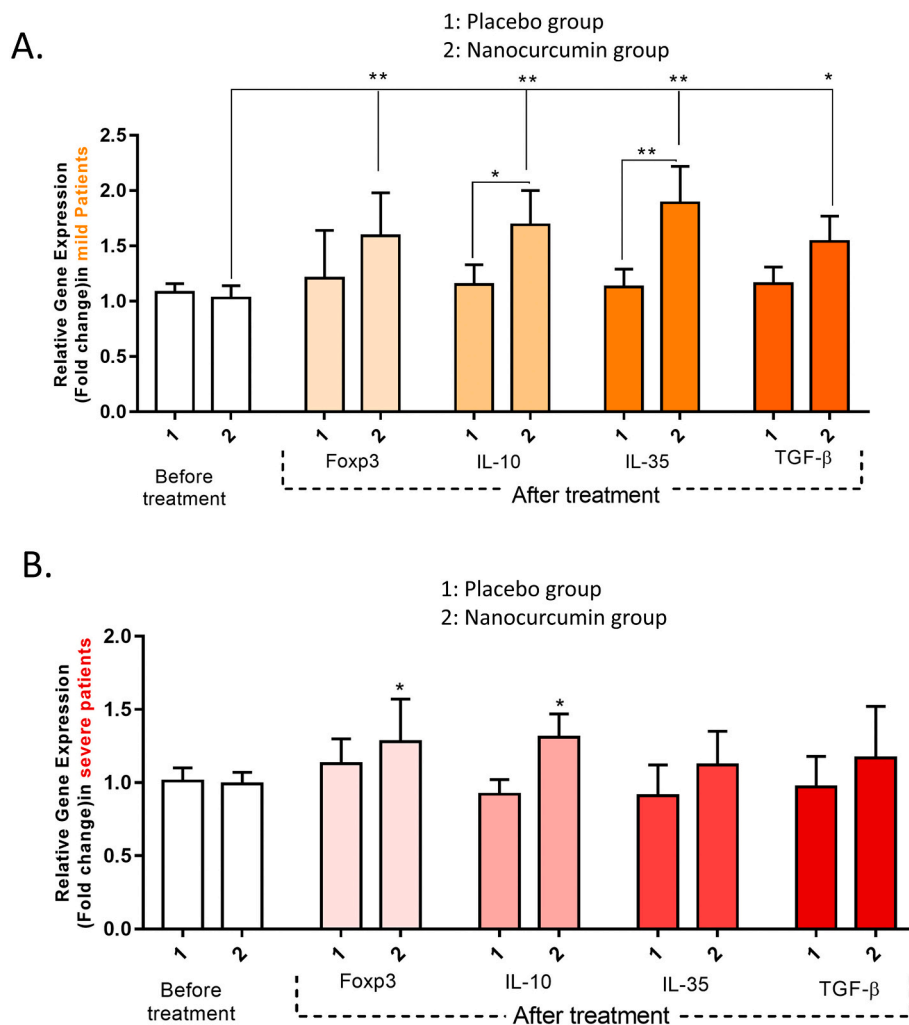 A.
1: Placebo group
2: Nanocurcumin group
** ** ** *
* **
Relative Gene Expression
(Fold change)in mild Patients
2.5
2.0
1.5
1.0
0.5
0.0
1 2 1 2 1 2 1 2 1 2
Before
treatment
Foxp3 IL-10 IL-35 TGF-β
After treatment
B.
1: Placebo group
2: Nanocurcumin group
Relative Gene Expression
(Fold change)in severe patients
2.0
1.5
1.0
0.5
0.0
* *
1 2 1 2 1 2 1 2 1 2
Before
treatment
Foxp3 IL-10 IL-35 TGF-β
After treatment